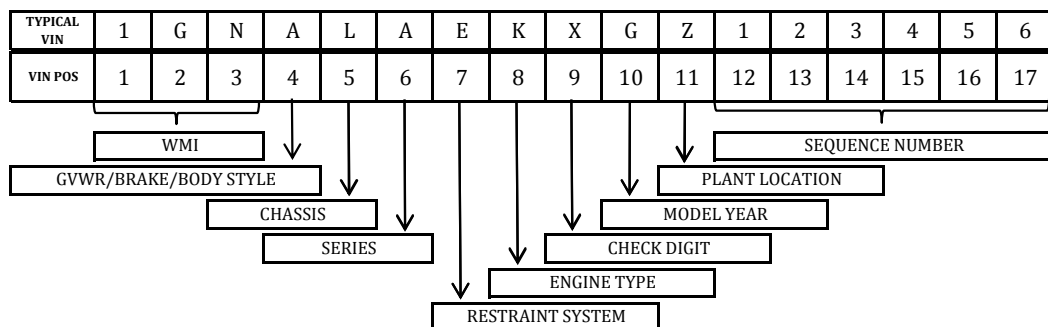 TYPICAL VIN 1 G N A L A E K X G Z 1 2 3 4 5 6
VIN POS 1 2 3 4 5 6 7 8 9 10 11 12 13 14 15 16 17
WMI SEQUENCE NUMBER
GVWR/BRAKE/BODY STYLE PLANT LOCATION
CHASSIS MODEL YEAR
SERIES CHECK DIGIT
ENGINE TYPE
RESTRAINT SYSTEM